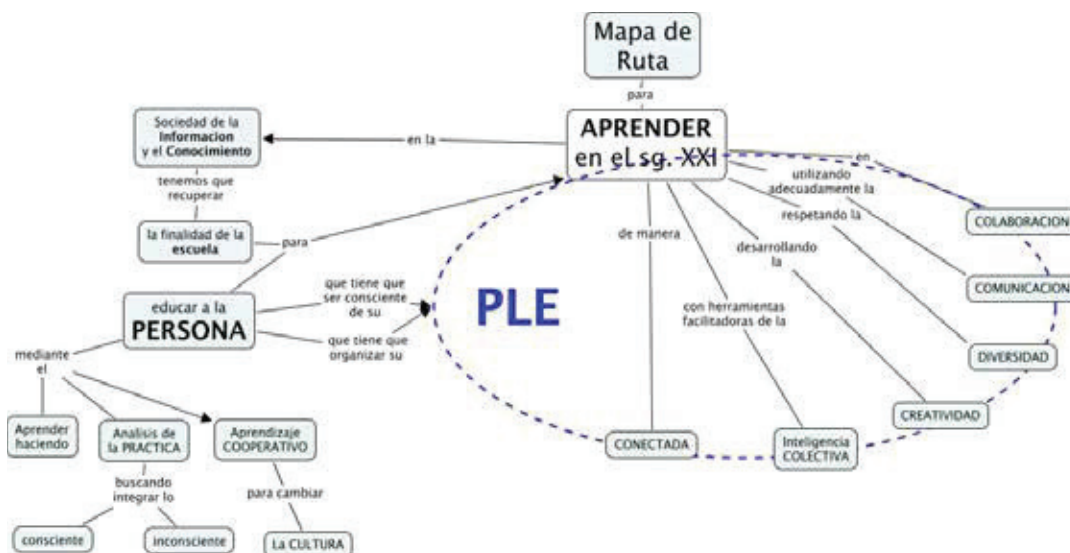 Mapa de
Ruta
para
APRENDER
en el sg. XXI
Sociedad de la
Informacion
y el Conocimiento
en la
en
utilizando
adecuadamente la
tenemos que
recuperar
respetando la
COLABORACION
la finalidad de la
escuela
para
de manera
desarrollando
la
COMUNICACION
educar a la
PERSONA
que tiene que
ser consciente
de su
que tiene que
organizar su
PLE
con herramientas
facilitadoras de la
DIVERSIDAD
mediante
el
CREATIVIDAD
Aprender
haciendo
Analisis de
la PRACTICA
Aprendizaje
COOPERATIVO
CONECTADA
Inteligencia
COLECTIVA
buscando
integrar lo
para cambiar
consciente
inconsciente
La CULTURA